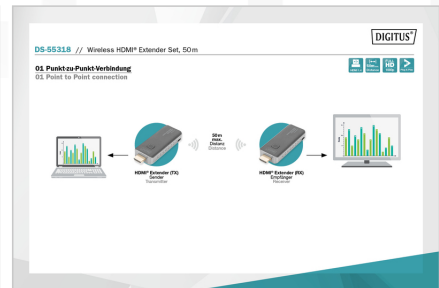 DIGITUS®
DS-55318 // Wireless HDMI® Extender Set, 50m
01 Punkt-zu-Punkt-Verbindung
01 Point to Point connection
50m
max.
Distanz
Distance
HDMI® Extender (TX)
Sender
Transmitter
HDMI® Extender (RX)
Empfänger
Receiver